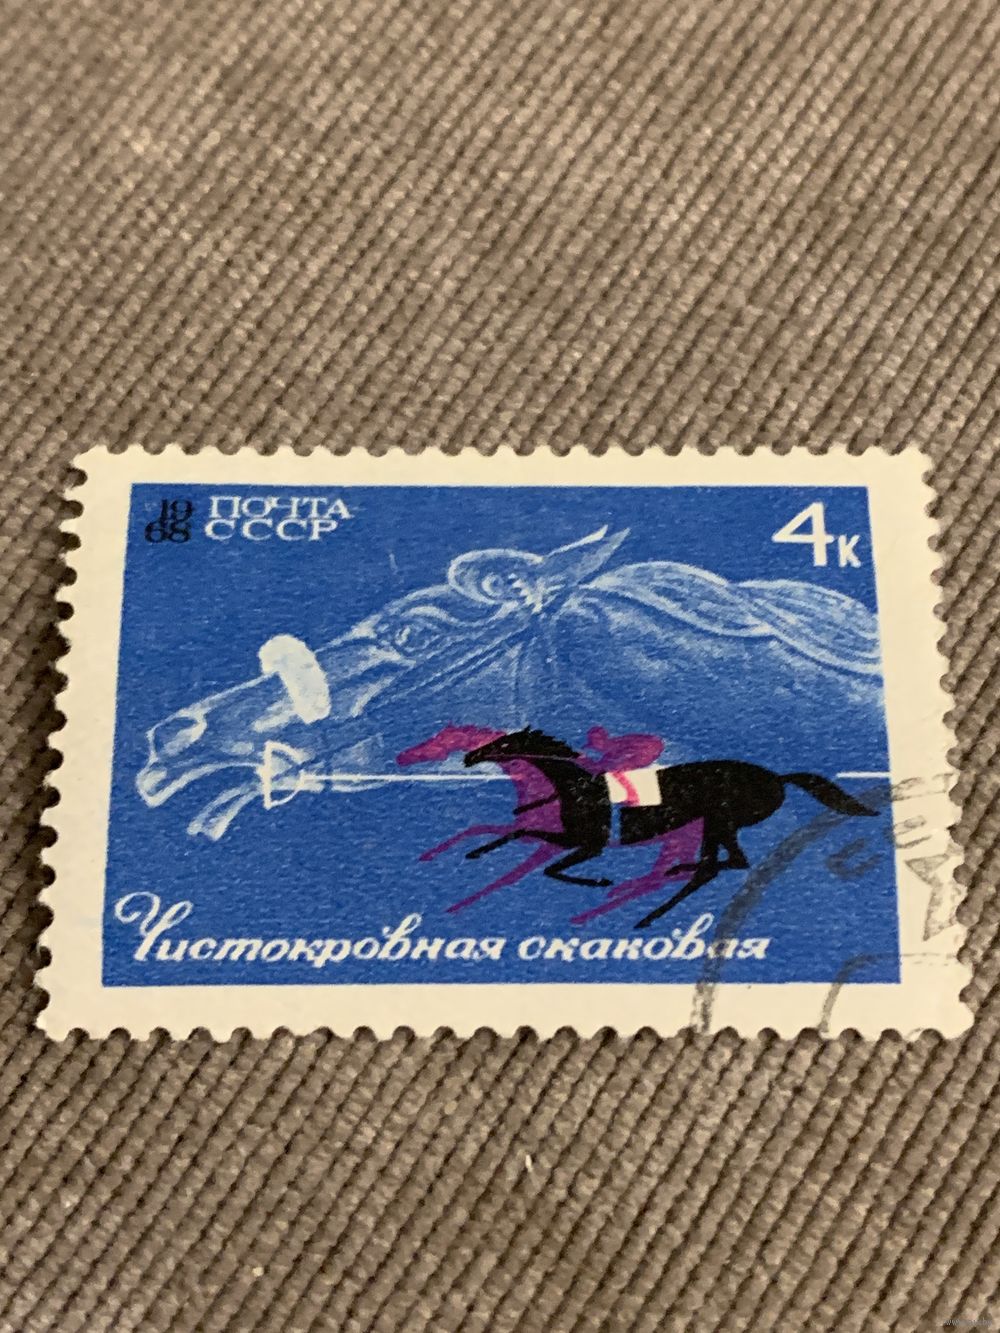 19
68
ПОЧТА
СССР
4к
Чистокровная скаковая